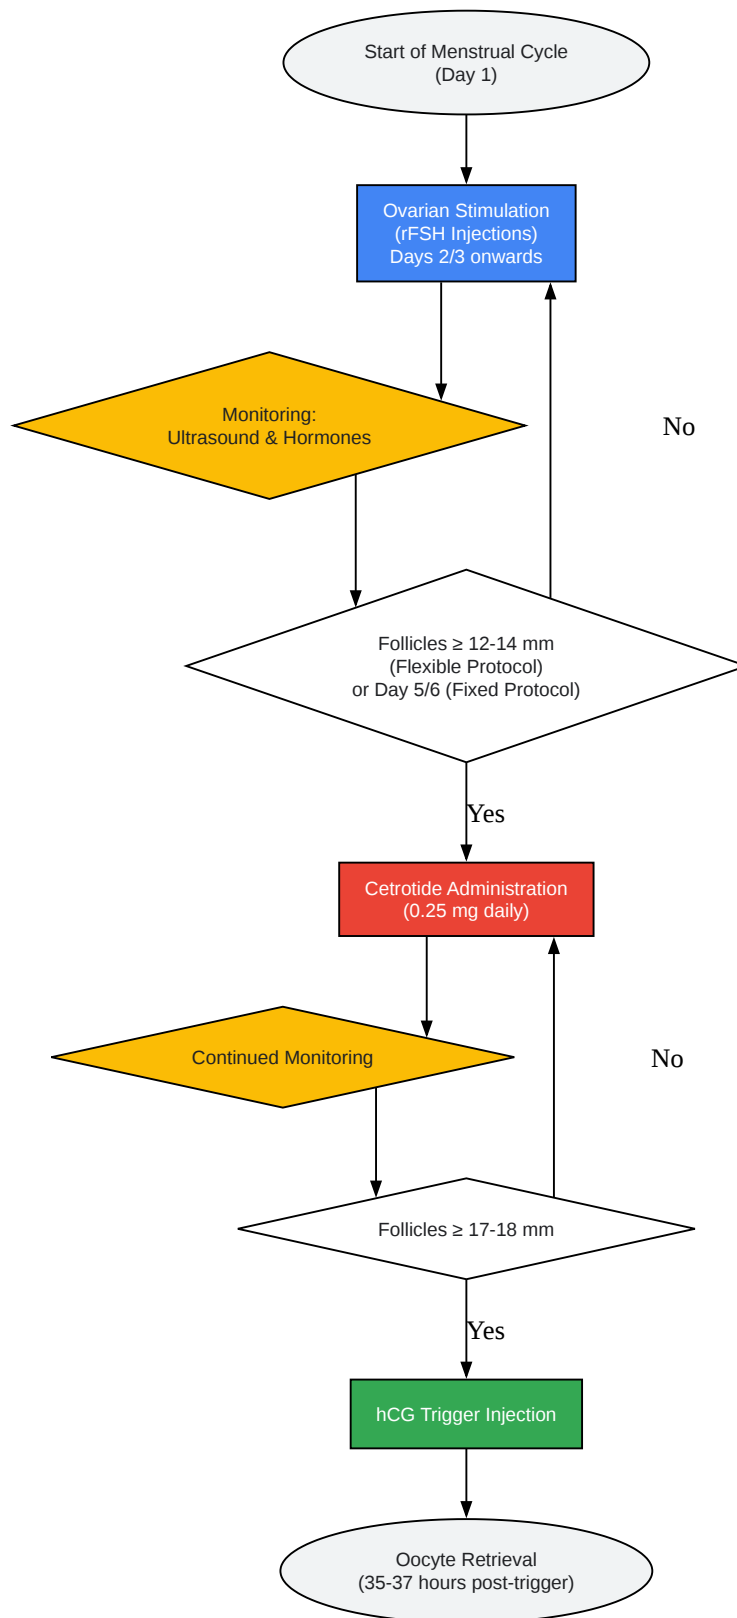 Start of Menstrual Cycle
(Day 1)
Ovarian Stimulation
(rFSH Injections)
Days 2/3 onwards
Monitoring:
Ultrasound & Hormones
No
Follicles ≥ 12-14 mm
(Flexible Protocol)
or Day 5/6 (Fixed Protocol)
Yes
Cetrotide Administration
(0.25 mg daily)
Continued Monitoring
No
Follicles ≥ 17-18 mm
Yes
hCG Trigger Injection
Oocyte Retrieval
(35-37 hours post-trigger)